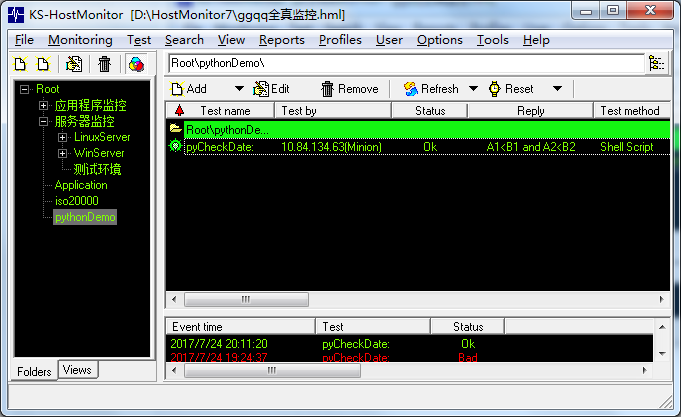 KS-HostMonitor [D:\HostMonitor7\ggqq全真监控.hml]
File Monitoring Test Search View Reports Profiles User Options Tools Help
Root\pythonDemo\
Add Edit Remove Refresh Reset
Root
应用程序监控
服务器监控
LinuxServer
WinServer
测试环境
Application
iso20000
pythonDemo
Test name Test by Status Reply Test method
Root\pythonDe...
pyCheckDate: 10.84.134.63(Minion) Ok A1<B1 and A2<B2 Shell Script
Event time Test Status
2017/7/24 20:11:20 pyCheckDate: Ok
2017/7/24 19:24:37 pyCheckDate: Bad
Folders Views